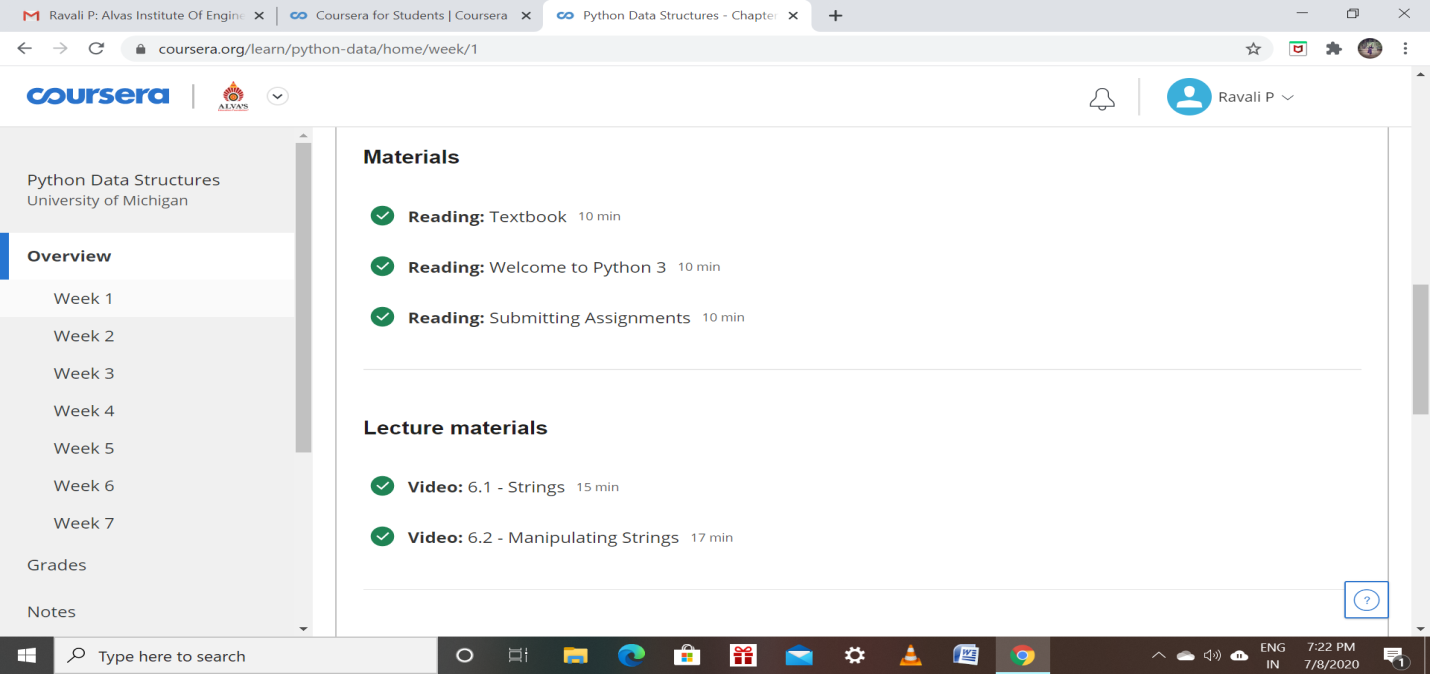 Ravali P: Alvas Institute Of Engine
Coursera for Students | Coursera
Python Data Structures - Chapter
coursera.org/learn/python-data/home/week/1
coursera
ALVA'S
Ravali P
Python Data Structures
University of Michigan
Overview
Week 1
Week 2
Week 3
Week 4
Week 5
Week 6
Week 7
Grades
Notes
Materials
Reading: Textbook 10 min
Reading: Welcome to Python 3 10 min
Reading: Submitting Assignments 10 min
Lecture materials
Video: 6.1 - Strings 15 min
Video: 6.2 - Manipulating Strings 17 min
?
Type here to search
ENG
IN
7:22 PM
7/8/2020
1